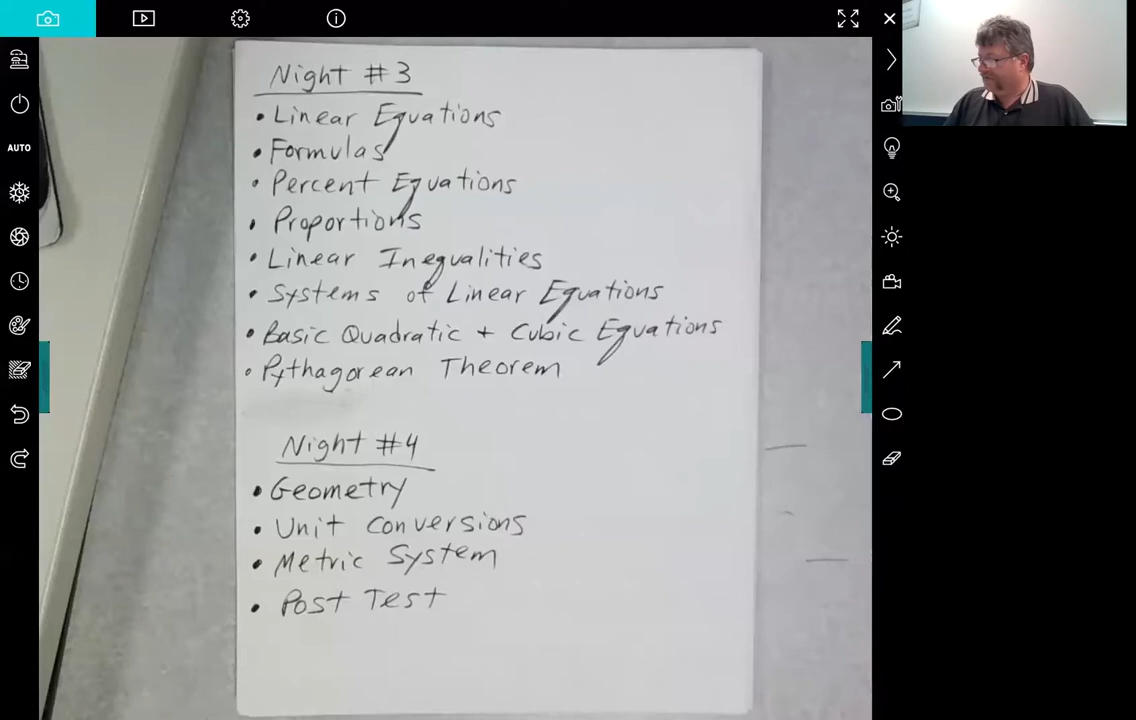 AUTO
Night #3
• Linear Equations
• Formulas
• Percent Equations
• Proportions
• Linear Inequalities
• Systems of Linear Equations
• Basic Quadratic + Cubic Equations
• Pythagorean Theorem
Night #4
• Geometry
• Unit Conversions
• Metric System
• Post Test